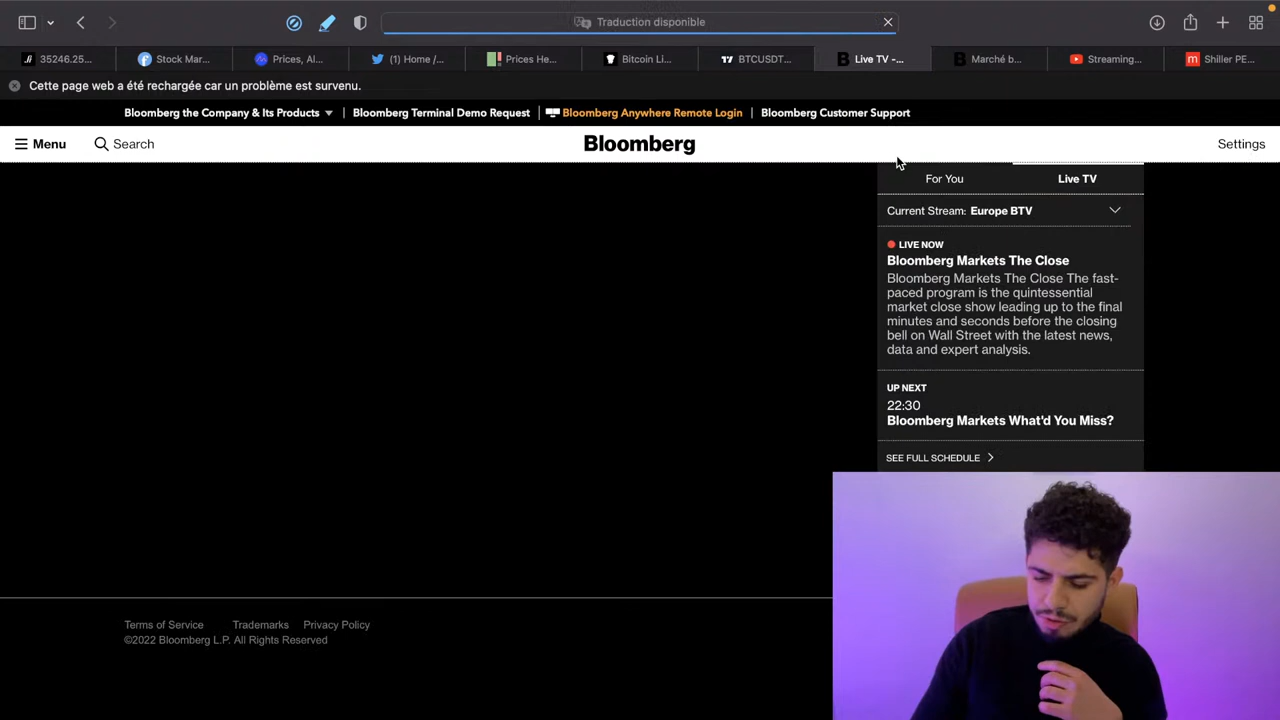 Traduction disponible
35246.25...
Stock Mar...
Prices, Al...
(1) Home /...
Prices He...
Bitcoin Li...
BTCUSDT...
Live TV -...
Marché b...
Streaming...
Shiller PE...
Cette page web a été rechargée car un problème est survenu.
Bloomberg the Company & Its Products
Bloomberg Terminal Demo Request
Bloomberg Anywhere Remote Login
Bloomberg Customer Support
Menu
Search
Bloomberg
Settings
For You
Live TV
Current Stream: Europe BTV
LIVE NOW
Bloomberg Markets The Close
Bloomberg Markets The Close The fast-
paced program is the quintessential
market close show leading up to the final
minutes and seconds before the closing
bell on Wall Street with the latest news,
data and expert analysis.
UP NEXT
22:30
Bloomberg Markets What'd You Miss?
SEE FULL SCHEDULE
Terms of Service
Trademarks
Privacy Policy
©2022 Bloomberg L.P. All Rights Reserved